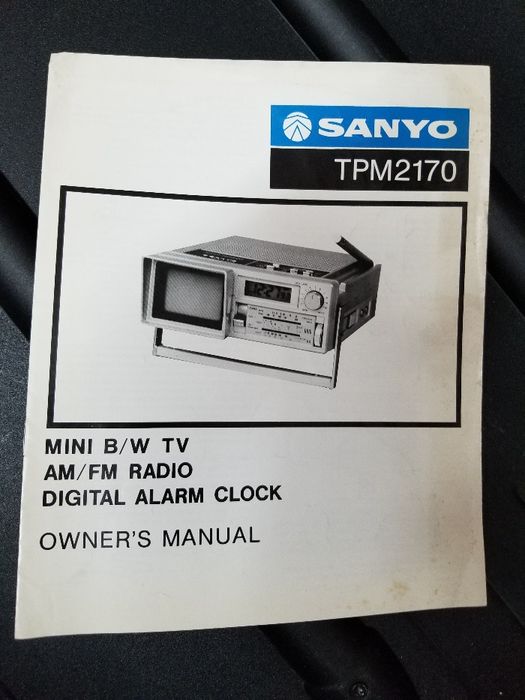 SANYO
TPM2170
MINI B/W TV
AM/FM RADIO
DIGITAL ALARM CLOCK
OWNER'S MANUAL